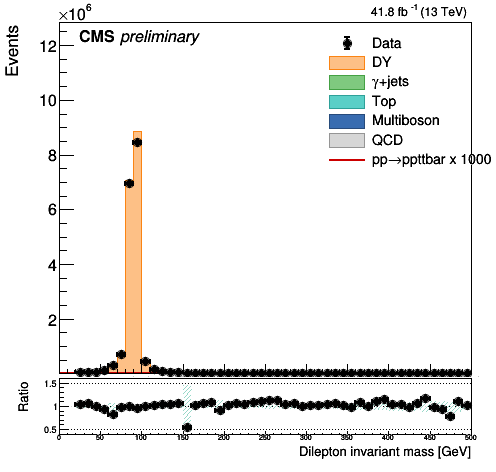 ×10⁶
41.8 fb⁻¹ (13 TeV)
CMS preliminary
Events
12
10
8
6
4
2
Data
DY
γ+jets
Top
Multiboson
QCD
pp→ppttbar x 1000
Ratio
1.5
1
0.5
0 50 100 150 200 250 300 350 400 450 500
Dilepton invariant mass [GeV]